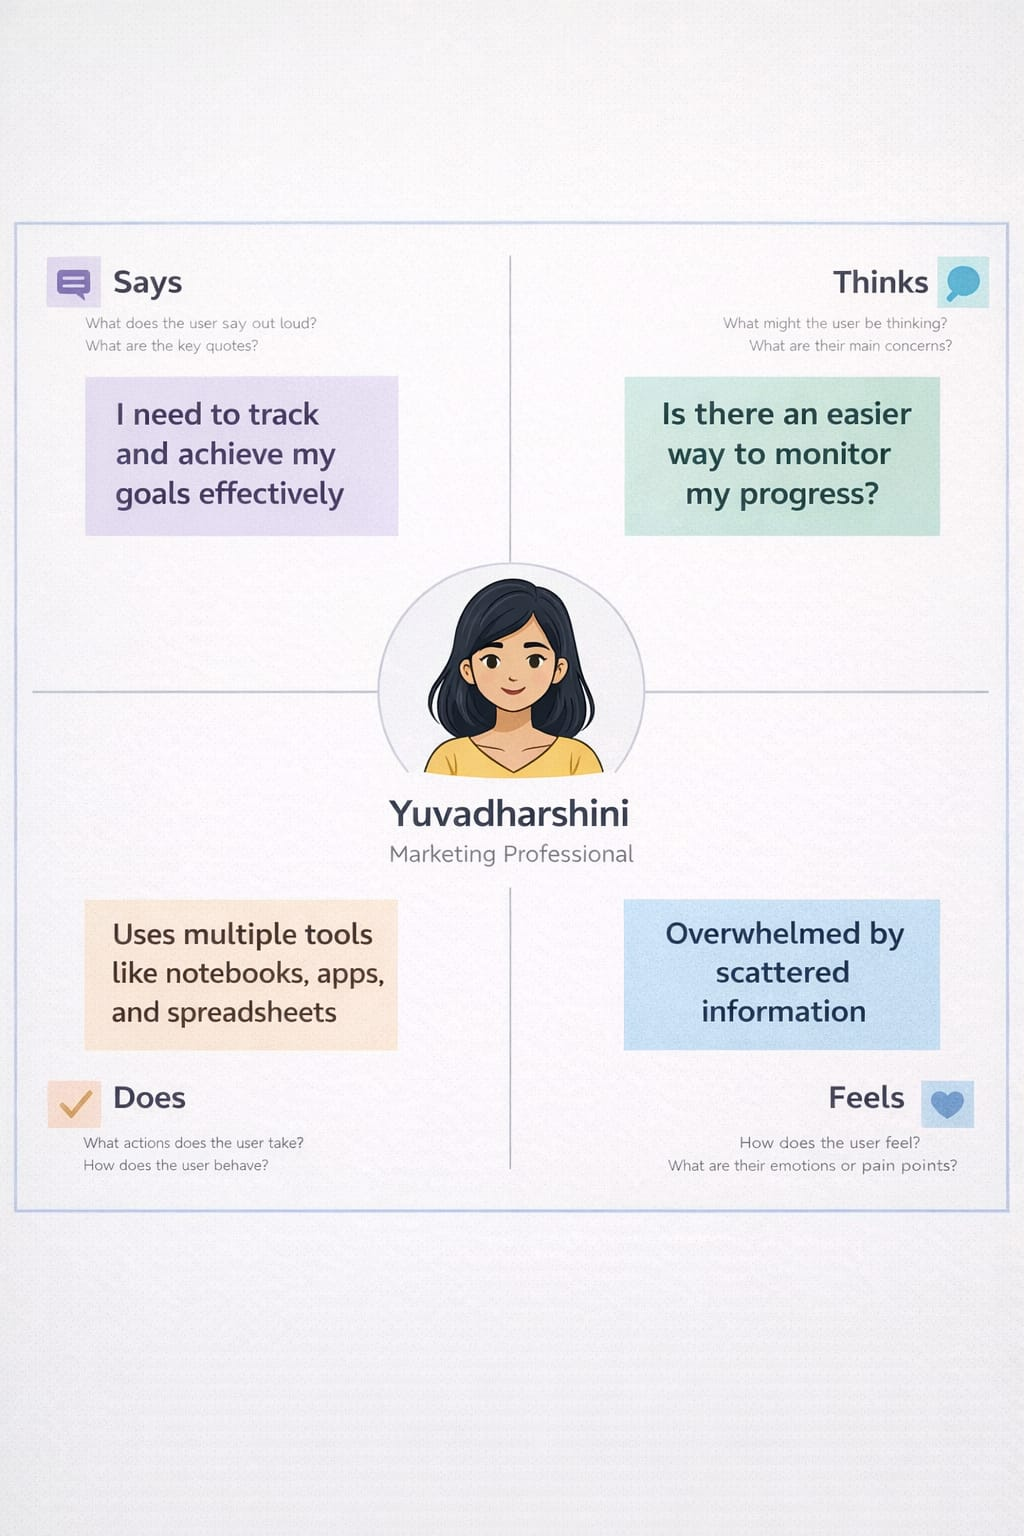 Says
What does the user say out loud?
What are the key quotes?
I need to track
and achieve my
goals effectively
Thinks
What might the user be thinking?
What are their main concerns?
Is there an easier
way to monitor
my progress?
Yuvadharshini
Marketing Professional
Uses multiple tools
like notebooks, apps,
and spreadsheets
Does
What actions does the user take?
How does the user behave?
Overwhelmed by
scattered
information
Feels
How does the user feel?
What are their emotions or pain points?